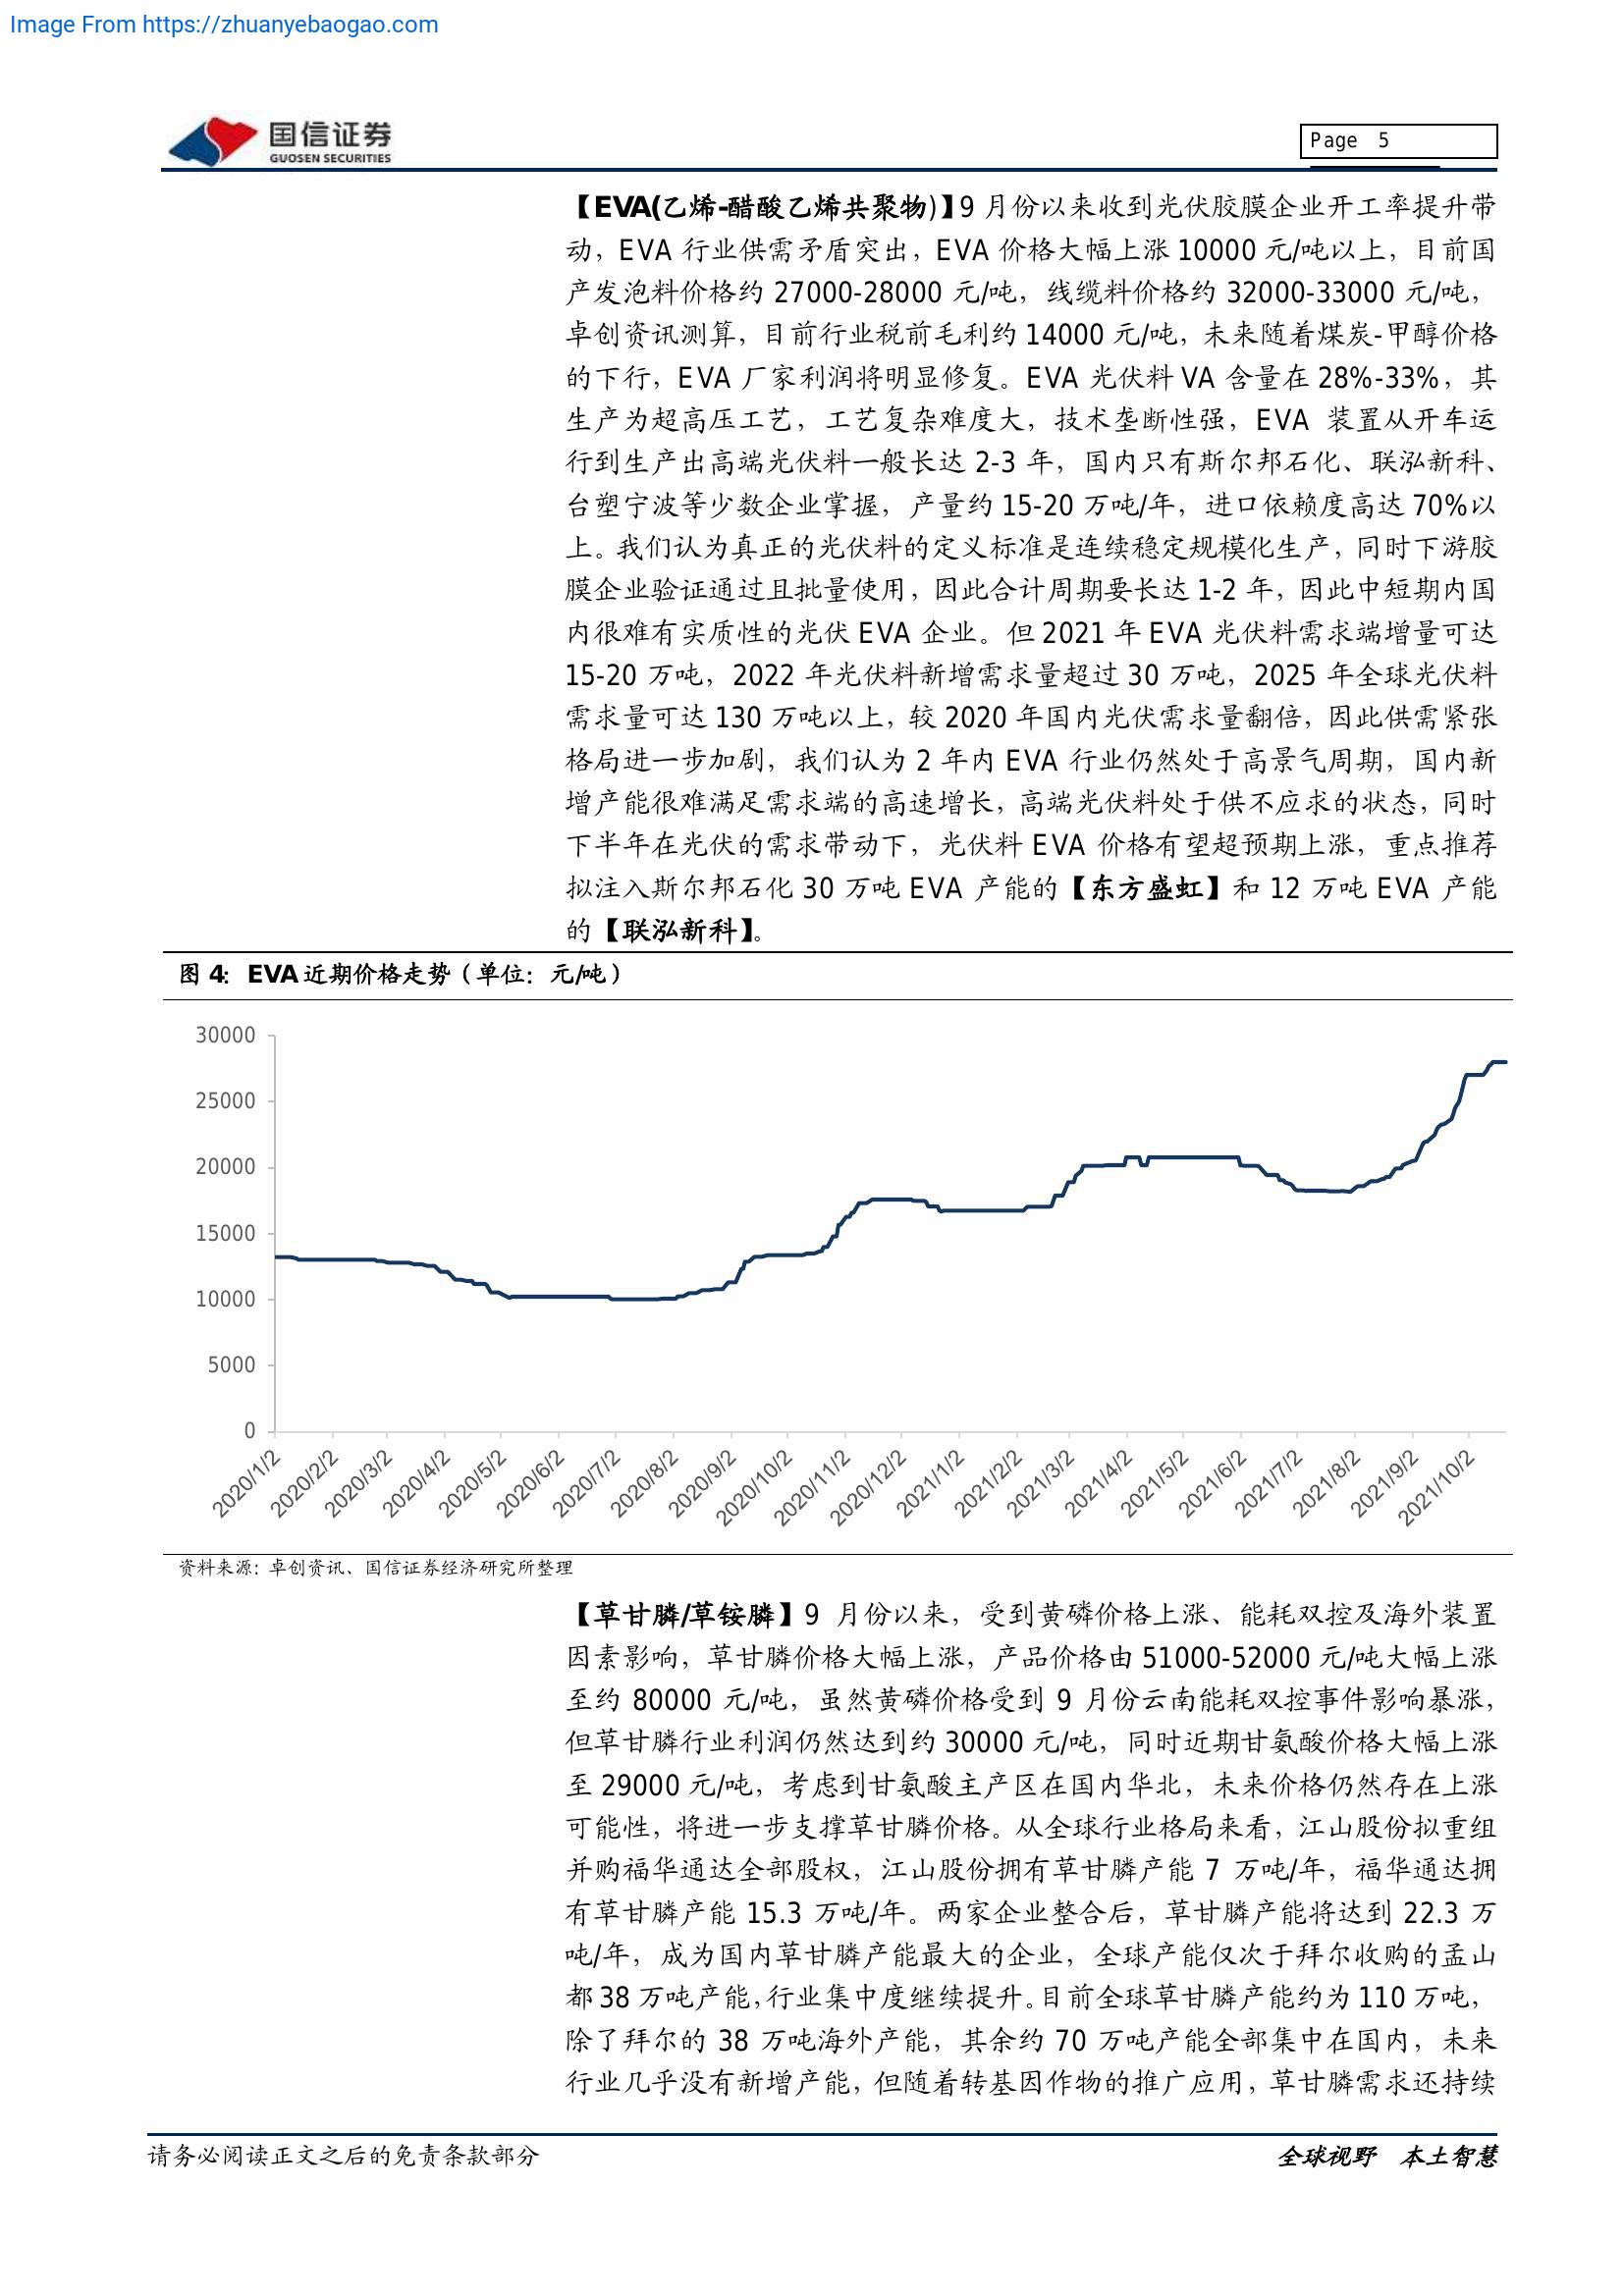 Image From https://zhuanyebaogao.com
国信证券
GUOSEN SECURITIES
Page 5
【EVA(乙烯-醋酸乙烯共聚物)】9 月份以来收到光伏胶膜企业开工率提升带
动，EVA 行业供需矛盾突出，EVA 价格大幅上涨 10000 元/吨以上，目前国
产发泡料价格约 27000-28000 元/吨，线缆料价格约 32000-33000 元/吨，
卓创资讯测算，目前行业税前毛利约 14000 元/吨，未来随着煤炭-甲醇价格
的下行，EVA 厂家利润将明显修复。EVA 光伏料 VA 含量在 28%-33%，其
生产为超高压工艺，工艺复杂难度大，技术垄断性强，EVA 装置从开车运
行到生产出高端光伏料一般长达 2-3 年，国内只有斯尔邦石化、联泓新科、
台塑宁波等少数企业掌握，产量约 15-20 万吨/年，进口依赖度高达 70%以
上。我们认为真正的光伏料的定义标准是连续稳定规模化生产，同时下游胶
膜企业验证通过且批量使用，因此合计周期要长达 1-2 年，因此中短期内国
内很难有实质性的光伏 EVA 企业。但 2021 年 EVA 光伏料需求端增量可达
15-20 万吨，2022 年光伏料新增需求量超过 30 万吨，2025 年全球光伏料
需求量可达 130 万吨以上，较 2020 年国内光伏需求量翻倍，因此供需紧张
格局进一步加剧，我们认为 2 年内 EVA 行业仍然处于高景气周期，国内新
增产能很难满足需求端的高速增长，高端光伏料处于供不应求的状态，同时
下半年在光伏的需求带动下，光伏料 EVA 价格有望超预期上涨，重点推荐
拟注入斯尔邦石化 30 万吨 EVA 产能的【东方盛虹】和 12 万吨 EVA 产能
的【联泓新科】。
图 4：EVA 近期价格走势（单位：元/吨）
30000
25000
20000
15000
10000
5000
0
2020/1/2 2020/2/2 2020/3/2 2020/4/2 2020/5/2 2020/6/2 2020/7/2 2020/8/2 2020/9/2 2020/10/2 2020/11/2 2020/12/2 2021/1/2 2021/2/2 2021/3/2 2021/4/2 2021/5/2 2021/6/2 2021/7/2 2021/8/2 2021/9/2 2021/10/2
资料来源：卓创资讯、国信证券经济研究所整理
【草甘膦/草铵膦】9 月份以来，受到黄磷价格上涨、能耗双控及海外装置
因素影响，草甘膦价格大幅上涨，产品价格由 51000-52000 元/吨大幅上涨
至约 80000 元/吨，虽然黄磷价格受到 9 月份云南能耗双控事件影响暴涨，
但草甘膦行业利润仍然达到约 30000 元/吨，同时近期甘氨酸价格大幅上涨
至 29000 元/吨，考虑到甘氨酸主产区在国内华北，未来价格仍然存在上涨
可能性，将进一步支撑草甘膦价格。从全球行业格局来看，江山股份拟重组
并购福华通达全部股权，江山股份拥有草甘膦产能 7 万吨/年，福华通达拥
有草甘膦产能 15.3 万吨/年。两家企业整合后，草甘膦产能将达到 22.3 万
吨/年，成为国内草甘膦产能最大的企业，全球产能仅次于拜尔收购的孟山
都 38 万吨产能，行业集中度继续提升。目前全球草甘膦产能约为 110 万吨，
除了拜尔的 38 万吨海外产能，其余约 70 万吨产能全部集中在国内，未来
行业几乎没有新增产能，但随着转基因作物的推广应用，草甘膦需求还持续
请务必阅读正文之后的免责条款部分
全球视野 本土智慧